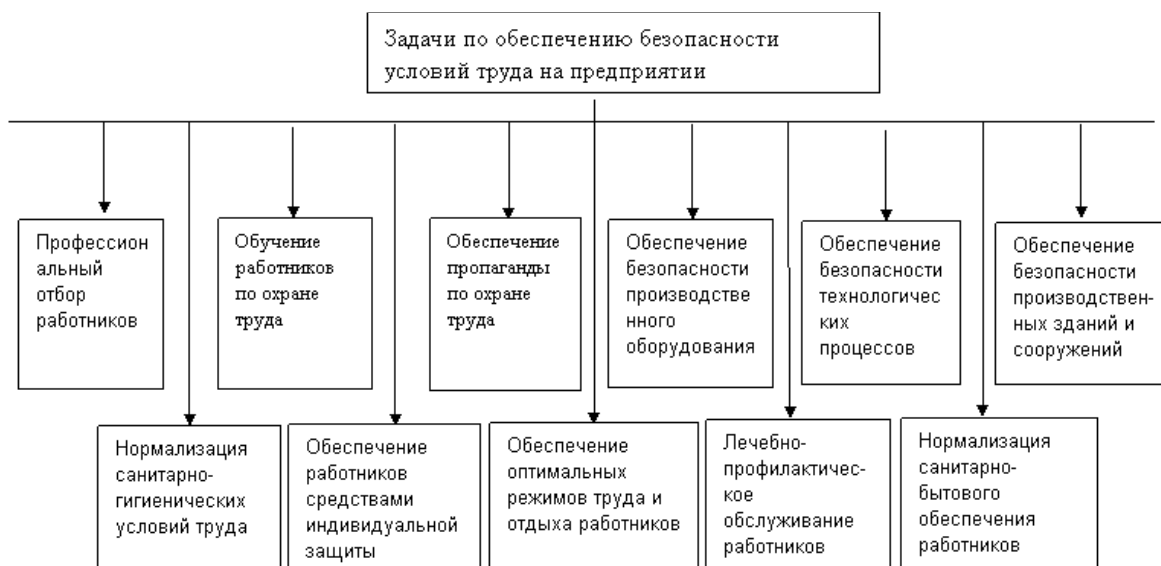 Задачи по обеспечению безопасности
условий труда на предприятии
Професcион
альный
отбор
работников
Обучение
работников
по охране
труда
Обеспечение
пропаганды
по охране
труда
Обеспечение
безопасности
производстве
нного
оборудования
Обеспечение
безопасности
технологичес
ких
процессов
Обеспечение
безопасности
производствен-
ных зданий и
сооружений
Нормализация
санитарно-
гигиенических
условий труда
Обеспечение
работников
средствами
индивидуальной
защиты
Обеспечение
оптимальных
режимов труда и
отдыха работников
Лечебно-
профилактичес-
кое
обслуживание
работников
Нормализация
санитарно-
бытового
обеспечения
работников